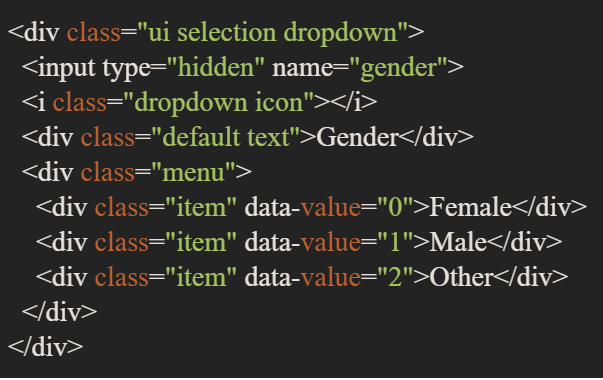 <div class="ui selection dropdown">
  <input type="hidden" name="gender">
  <i class="dropdown icon"></i>
  <div class="default text">Gender</div>
  <div class="menu">
    <div class="item" data-value="0">Female</div>
    <div class="item" data-value="1">Male</div>
    <div class="item" data-value="2">Other</div>
  </div>
</div>